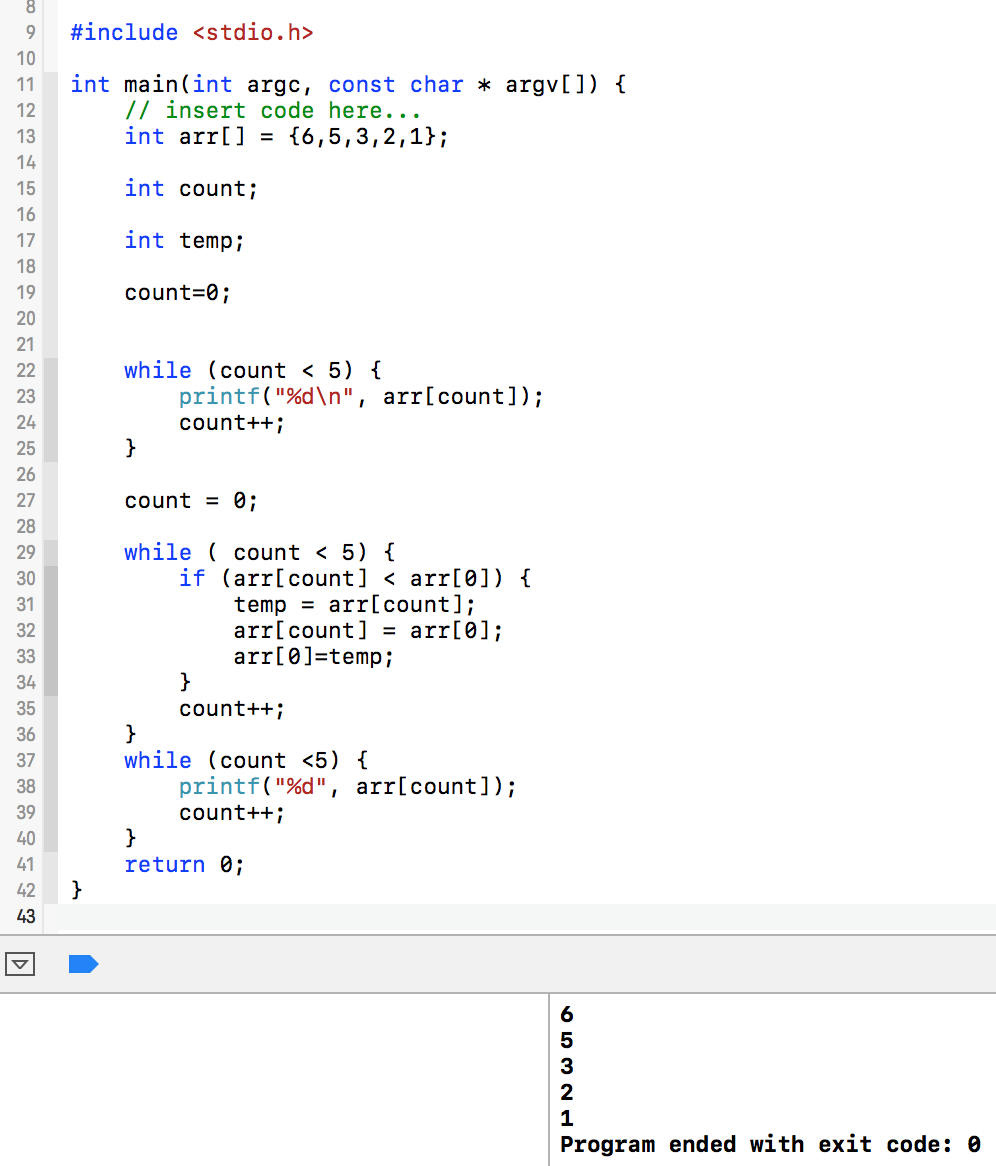 8
9 #include <stdio.h>
10
11 int main(int argc, const char * argv[]) {
12     // insert code here...
13     int arr[] = {6,5,3,2,1};
14
15     int count;
16
17     int temp;
18
19     count=0;
20
21
22     while (count < 5) {
23         printf("%d\n", arr[count]);
24         count++;
25     }
26
27     count = 0;
28
29     while ( count < 5) {
30         if (arr[count] < arr[0]) {
31             temp = arr[count];
32             arr[count] = arr[0];
33             arr[0]=temp;
34         }
35         count++;
36     }
37     while (count <5) {
38         printf("%d", arr[count]);
39         count++;
40     }
41     return 0;
42 }
43
6
5
3
2
1
Program ended with exit code: 0